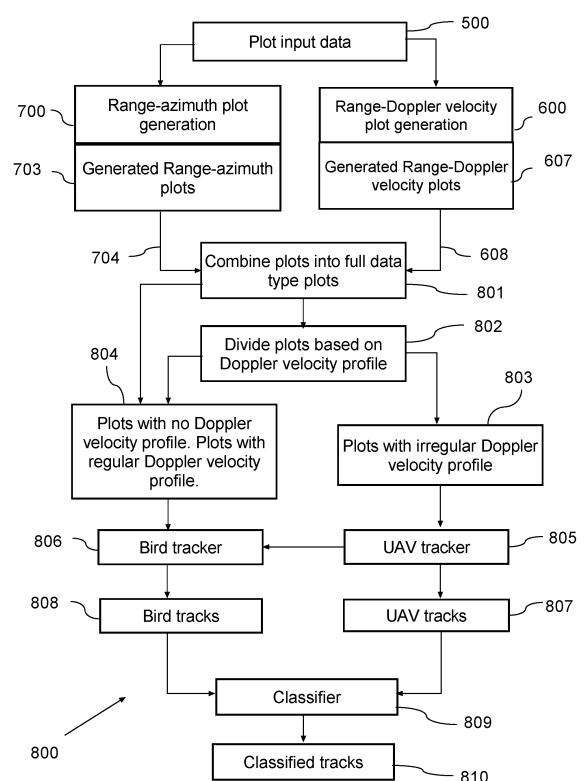 Plot input data
500
700
Range-azimuth plot
generation
Range-Doppler velocity
plot generation
600
703
Generated Range-azimuth
plots
Generated Range-Doppler
velocity plots
607
704
608
Combine plots into full data
type plots
801
802
Divide plots based on
Doppler velocity profile
804
803
Plots with no Doppler
velocity profile. Plots with
regular Doppler velocity
profile.
Plots with irregular Doppler
velocity profile
806
Bird tracker
UAV tracker
805
808
Bird tracks
UAV tracks
807
Classifier
809
800
Classified tracks
810